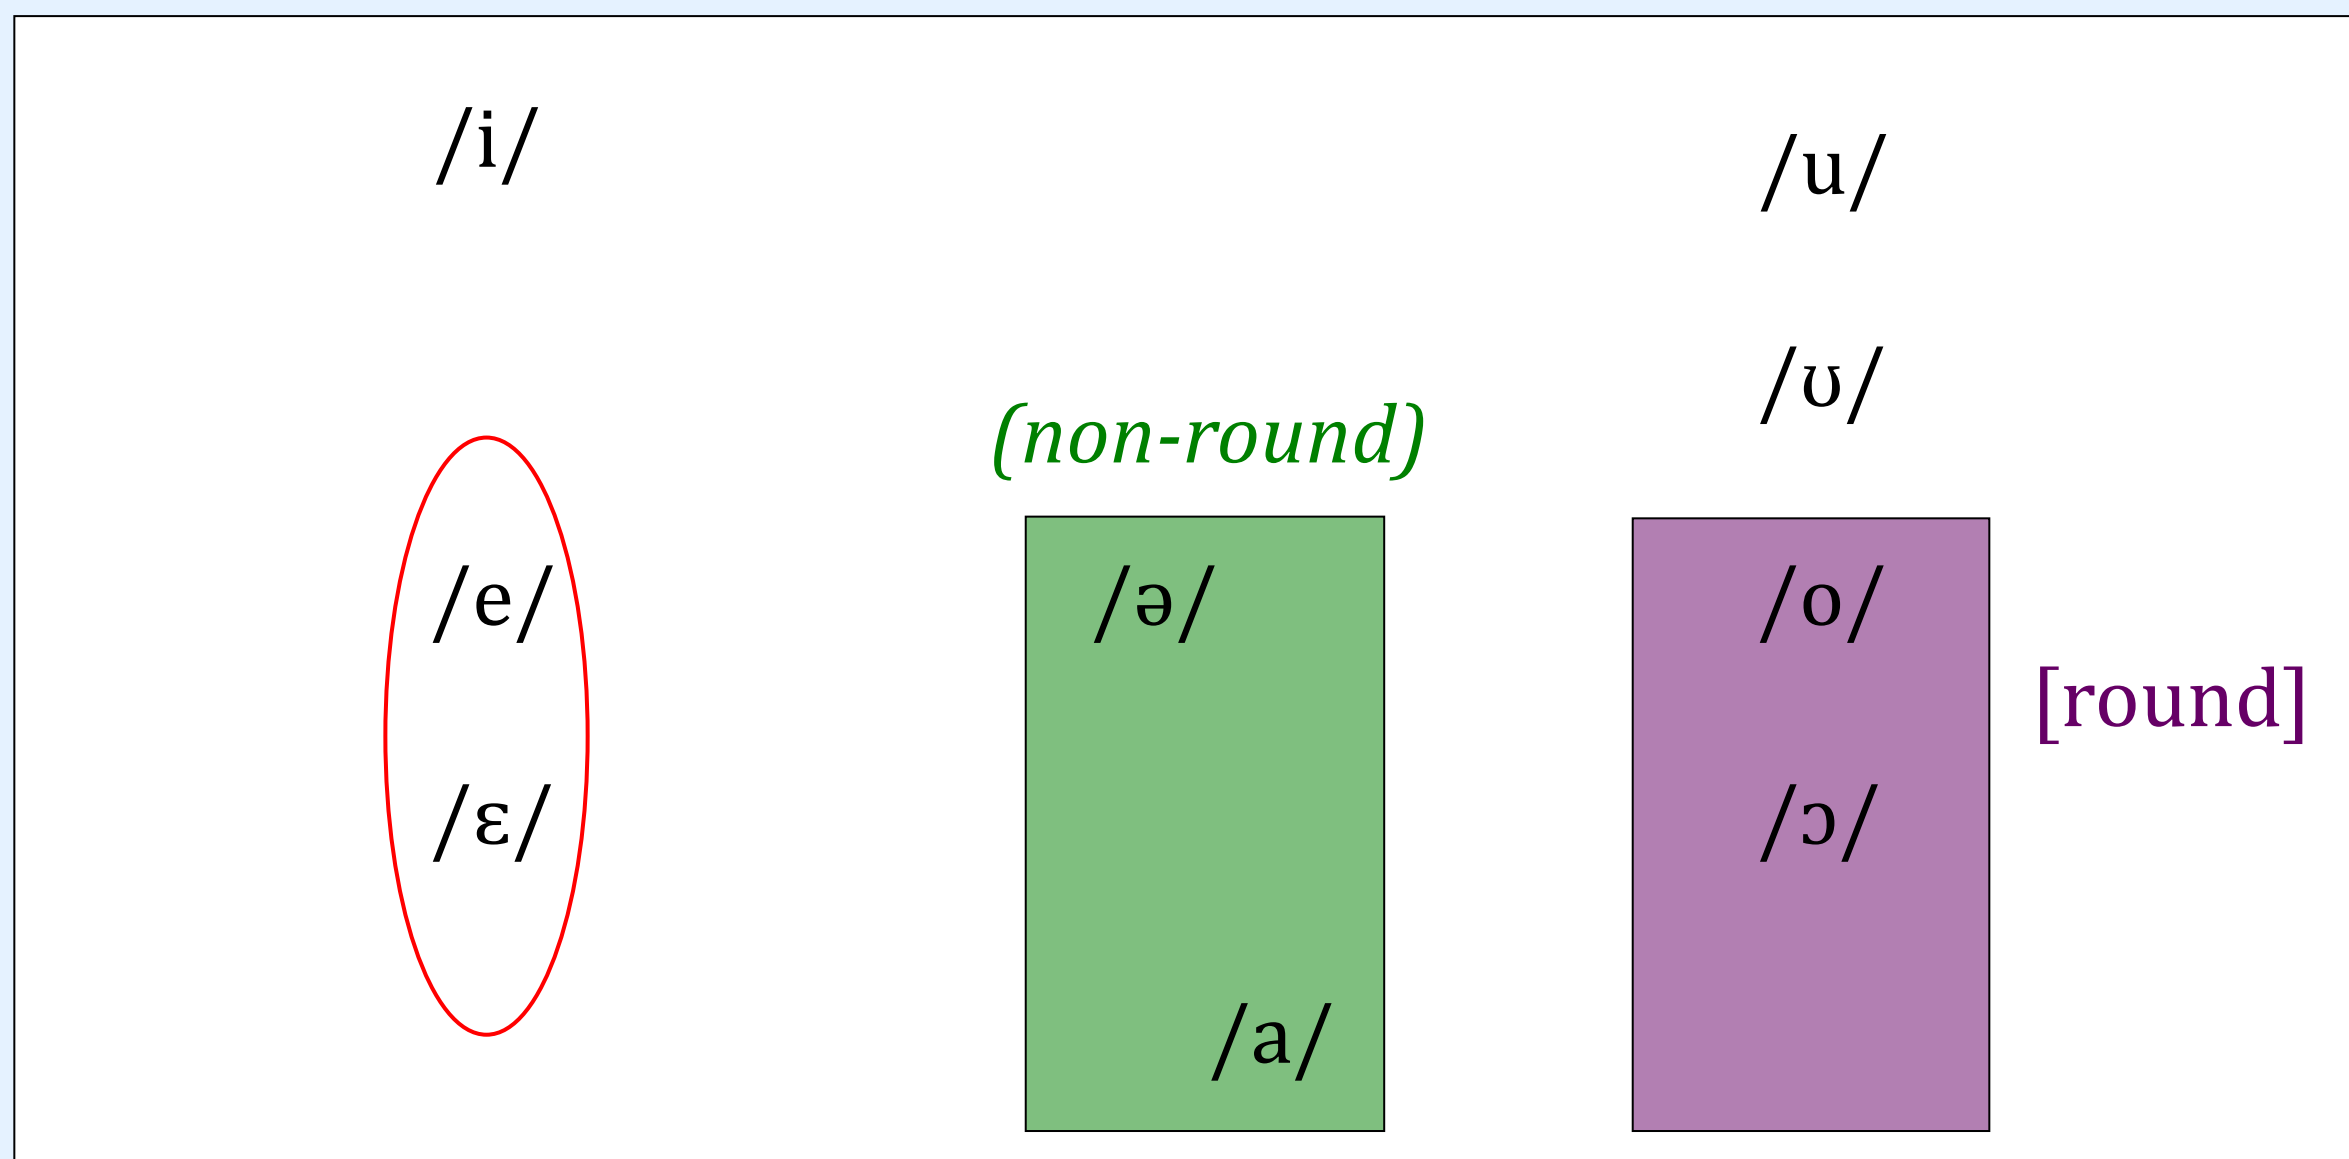 /i/
/u/
/ʊ/
(non-round)
/e/ /ə/ /o/
[round]
/ɛ/ /ɔ/
/a/